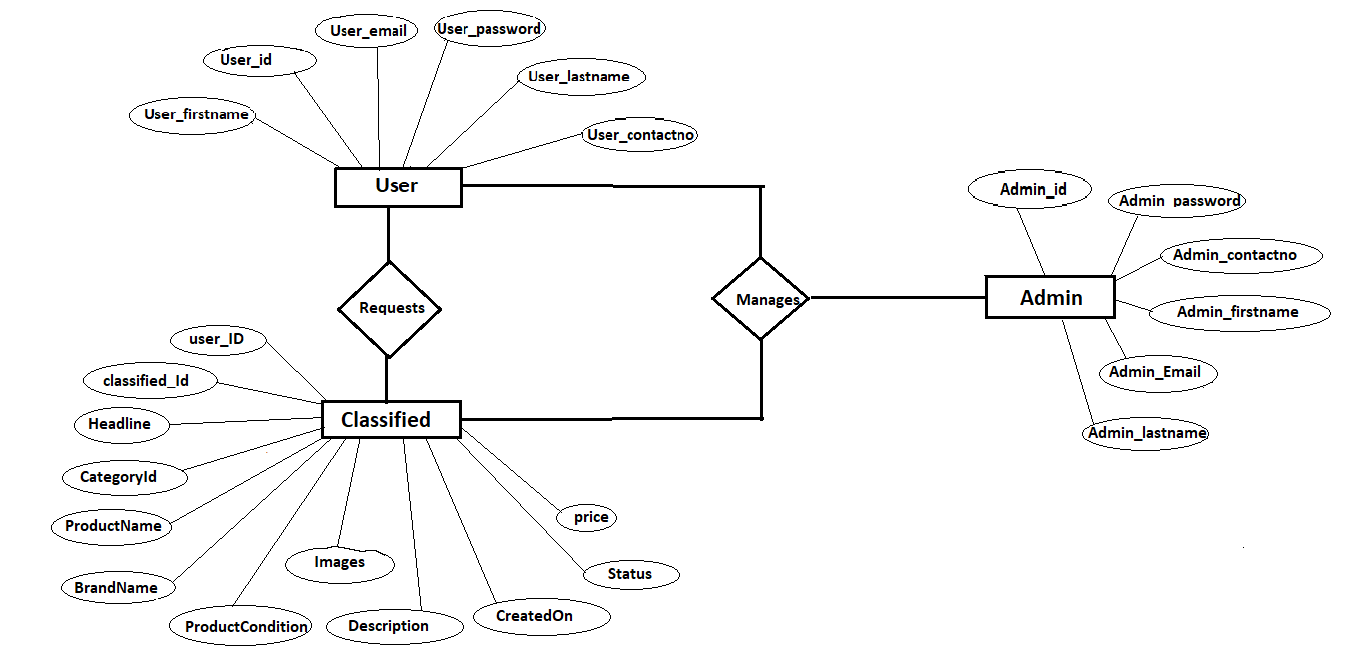 User_email
User_password
User_id
User_lastname
User_firstname
User_contactno
User
Admin_id
Admin_password
Admin_contactno
Admin
Admin_firstname
Manages
Requests
user_ID
classified_Id
Admin_Email
Headline
Classified
Admin_lastname
CategoryId
ProductName
price
Images
Status
BrandName
ProductCondition
Description
CreatedOn